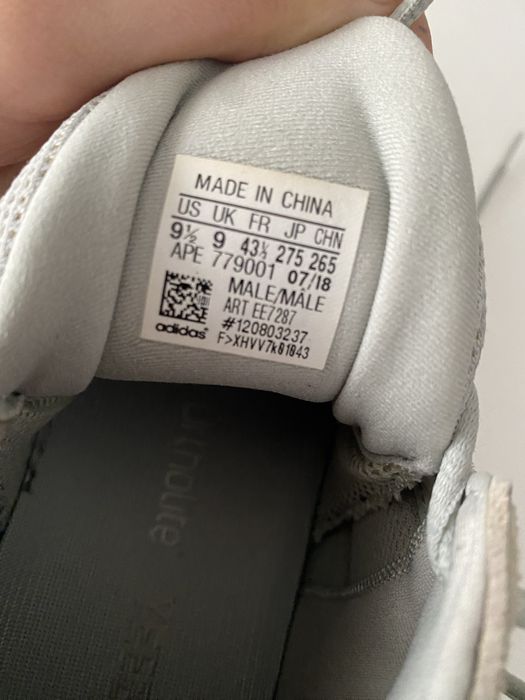 MADE IN CHINA
US UK FR JP CHN
9½ 9 43⅓ 275 265
APE 779001 07/18
MALE/MÂLE
ART EE7287
#120803237
adidas F>XHVV7k01043